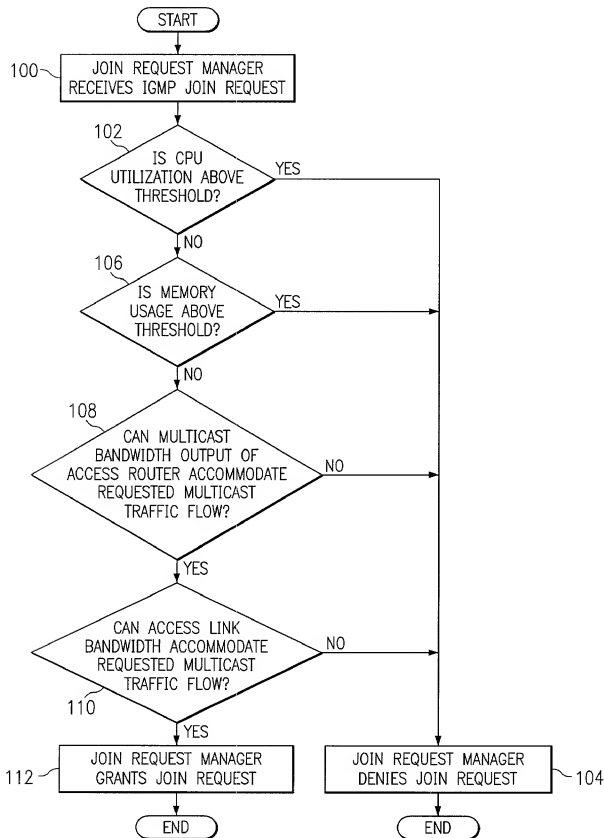 START
100
JOIN REQUEST MANAGER
RECEIVES IGMP JOIN REQUEST
102
IS CPU
UTILIZATION ABOVE
THRESHOLD?
YES
NO
106
IS MEMORY
USAGE ABOVE
THRESHOLD?
YES
NO
108
CAN MULTICAST
BANDWIDTH OUTPUT OF
ACCESS ROUTER ACCOMMODATE
REQUESTED MULTICAST
TRAFFIC FLOW?
NO
YES
CAN ACCESS LINK
BANDWIDTH ACCOMMODATE
REQUESTED MULTICAST
TRAFFIC FLOW?
NO
110
YES
112
JOIN REQUEST MANAGER
GRANTS JOIN REQUEST
JOIN REQUEST MANAGER
DENIES JOIN REQUEST
104
END
END